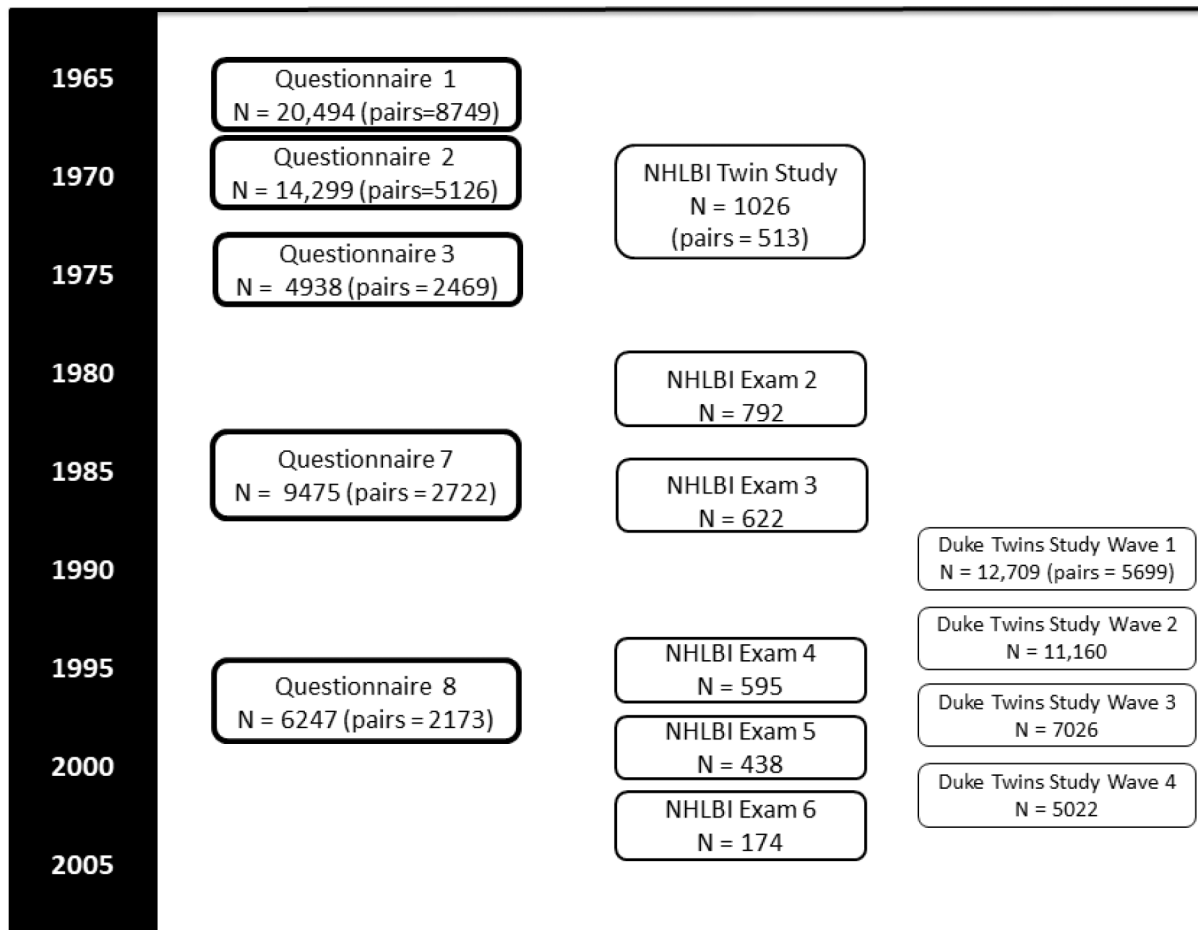 1965
1970
1975
1980
1985
1990
1995
2000
2005
Questionnaire 1
N = 20,494 (pairs=8749)
Questionnaire 2
N = 14,299 (pairs=5126)
Questionnaire 3
N = 4938 (pairs = 2469)
Questionnaire 7
N = 9475 (pairs = 2722)
Questionnaire 8
N = 6247 (pairs = 2173)
NHLBI Twin Study
N = 1026
(pairs = 513)
NHLBI Exam 2
N = 792
NHLBI Exam 3
N = 622
NHLBI Exam 4
N = 595
NHLBI Exam 5
N = 438
NHLBI Exam 6
N = 174
Duke Twins Study Wave 1
N = 12,709 (pairs = 5699)
Duke Twins Study Wave 2
N = 11,160
Duke Twins Study Wave 3
N = 7026
Duke Twins Study Wave 4
N = 5022